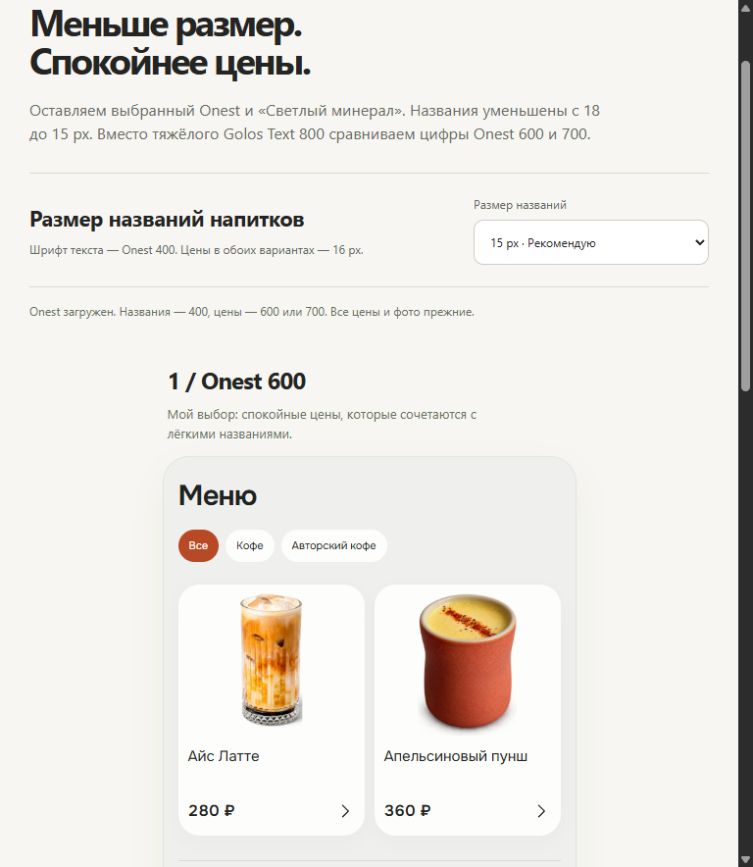 Меньше размер.
Спокойнее цены.
Оставляем выбранный Onest и «Светлый минерал». Названия уменьшены с 18
до 15 px. Вместо тяжёлого Golos Text 800 сравниваем цифры Onest 600 и 700.
Размер названий напитков
Шрифт текста — Onest 400. Цены в обоих вариантах — 16 px.
Размер названий
15 px · Рекомендую
Onest загружен. Названия — 400, цены — 600 или 700. Все цены и фото прежние.
1 / Onest 600
Мой выбор: спокойные цены, которые сочетаются с
лёгкими названиями.
Меню
Все Кофе Авторский кофе
Айс Латте
280 ₽
Апельсиновый пунш
360 ₽